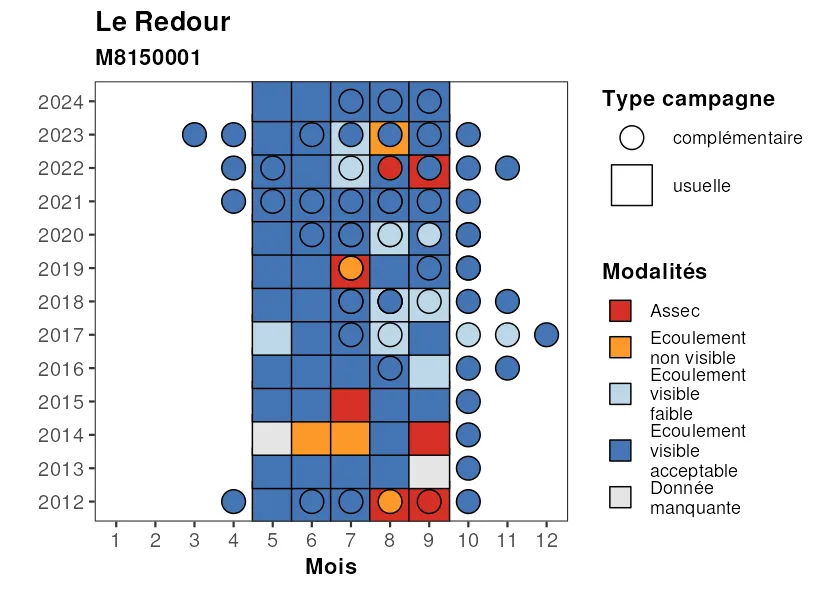 Le Redour
M8150001
2024
2023
2022
2021
2020
2019
2018
2017
2016
2015
2014
2013
2012
1 2 3 4 5 6 7 8 9 10 11 12
Mois
Type campagne
complémentaire
usuelle
Modalités
Assec
Ecoulement
non visible
Ecoulement
visible
faible
Ecoulement
visible
acceptable
Donnée
manquante